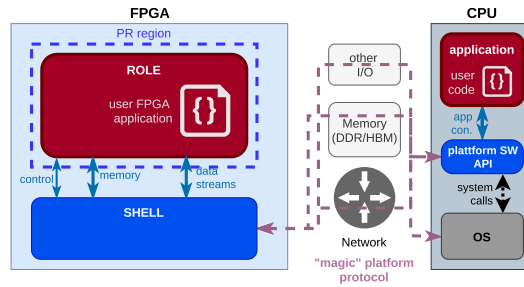 FPGA
PR region
ROLE
user FPGA
application
{}
control
memory
data
streams
SHELL
other
I/O
Memory
(DDR/HBM)
Network
"magic" platform
protocol
CPU
application
user
code
{}
app
con.
plattform SW
API
system
calls
OS